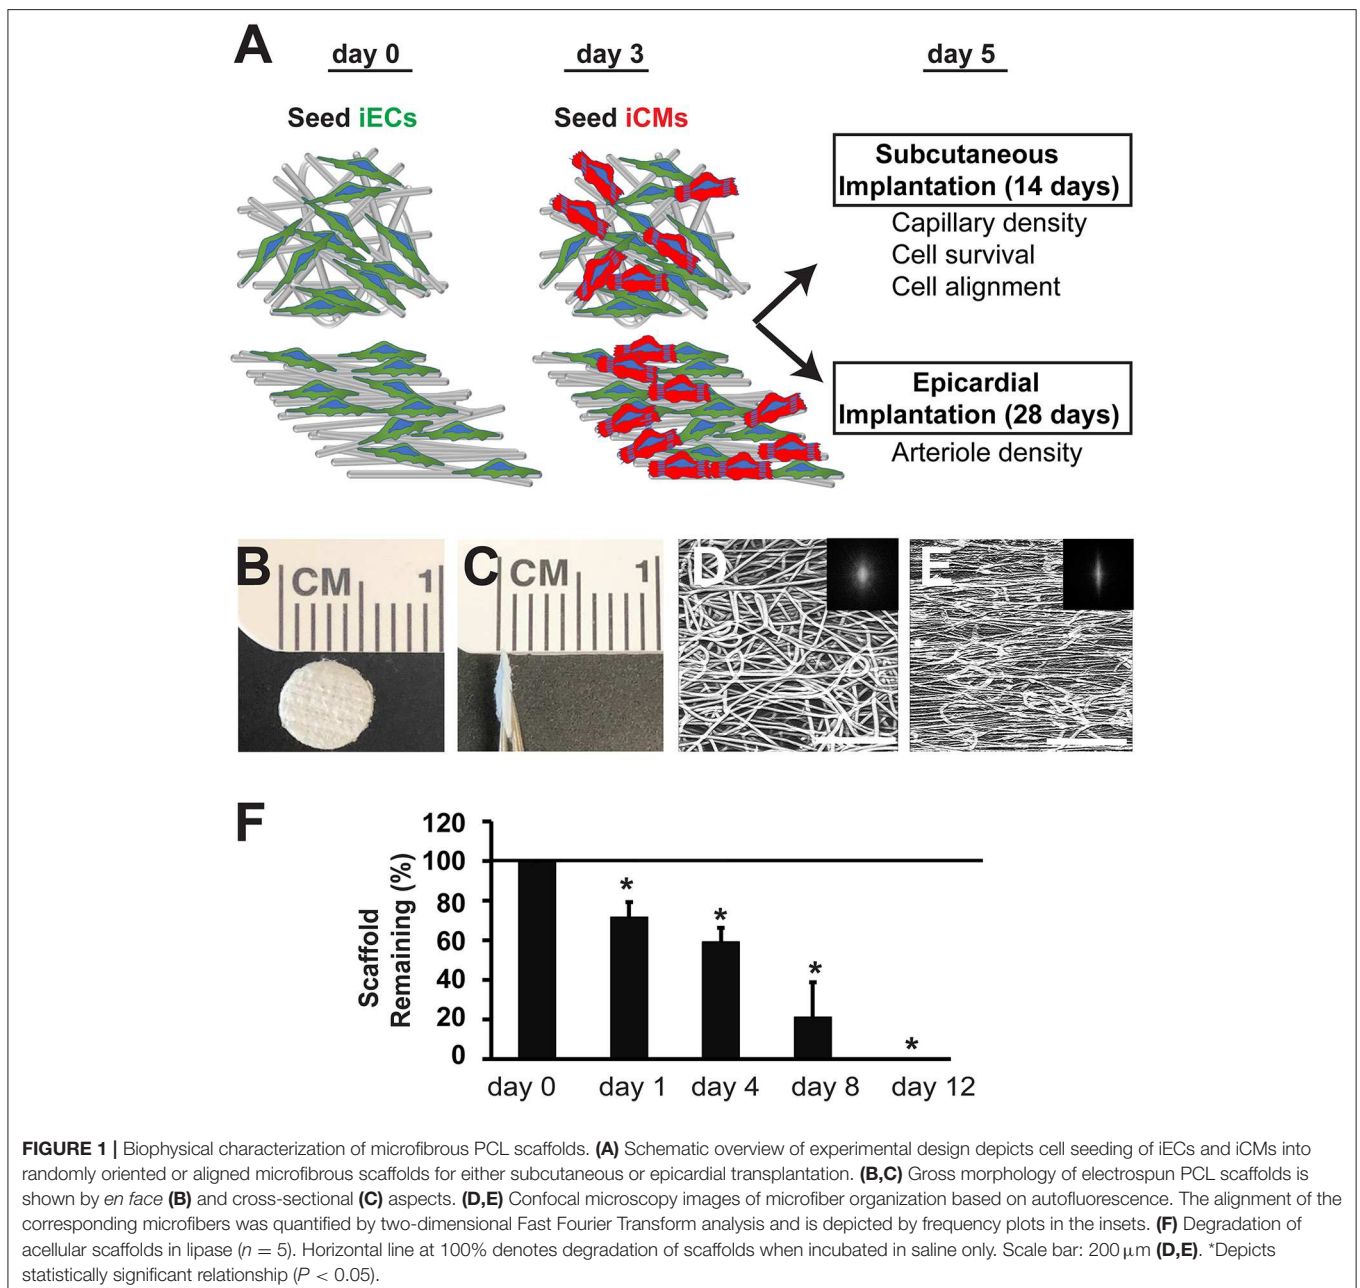 A
day 0
day 3
day 5
Seed iECs
Seed iCMs
Subcutaneous
Implantation (14 days)
Capillary density
Cell survival
Cell alignment
Epicardial
Implantation (28 days)
Arteriole density
B
CM 1
C
CM 1
D
E
F
Scaffold
Remaining (%)
120
100
80
60
40
20
0
*
*
*
*
day 0
day 1
day 4
day 8
day 12
FIGURE 1 | Biophysical characterization of microfibrous PCL scaffolds. (A) Schematic overview of experimental design depicts cell seeding of iECs and iCMs into
randomly oriented or aligned microfibrous scaffolds for either subcutaneous or epicardial transplantation. (B,C) Gross morphology of electrospun PCL scaffolds is
shown by en face (B) and cross-sectional (C) aspects. (D,E) Confocal microscopy images of microfiber organization based on autofluorescence. The alignment of the
corresponding microfibers was quantified by two-dimensional Fast Fourier Transform analysis and is depicted by frequency plots in the insets. (F) Degradation of
acellular scaffolds in lipase (n = 5). Horizontal line at 100% denotes degradation of scaffolds when incubated in saline only. Scale bar: 200 μm (D,E). *Depicts
statistically significant relationship (P < 0.05).